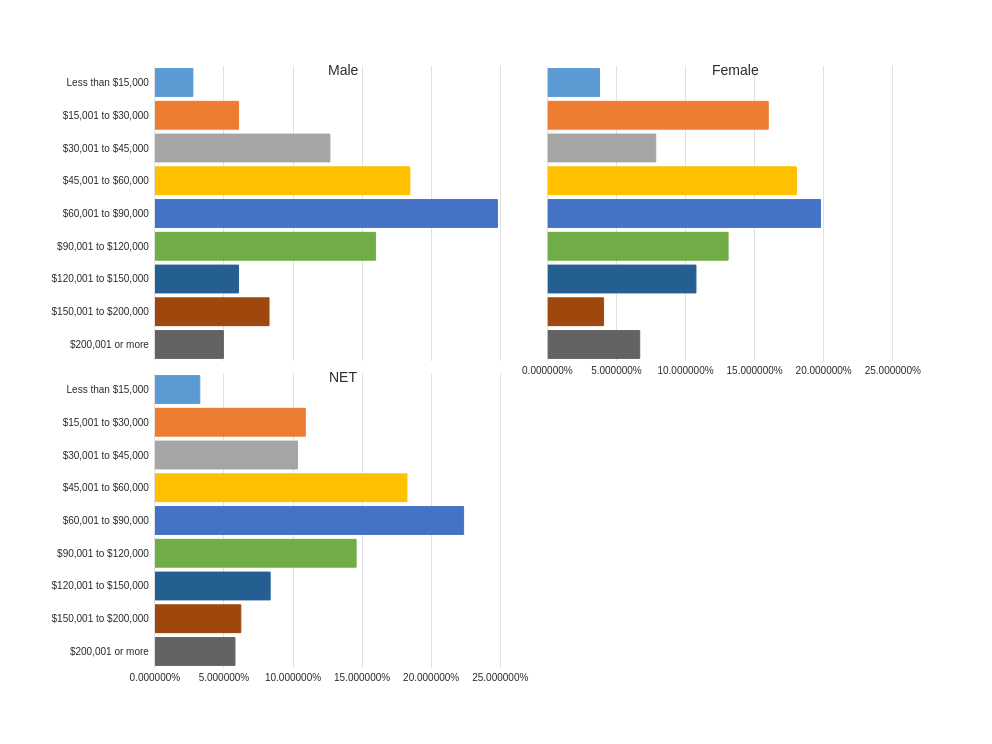 Male
Less than $15,000
$15,001 to $30,000
$30,001 to $45,000
$45,001 to $60,000
$60,001 to $90,000
$90,001 to $120,000
$120,001 to $150,000
$150,001 to $200,000
$200,001 or more
Female
0.000000% 5.000000% 10.000000% 15.000000% 20.000000% 25.000000%
NET
Less than $15,000
$15,001 to $30,000
$30,001 to $45,000
$45,001 to $60,000
$60,001 to $90,000
$90,001 to $120,000
$120,001 to $150,000
$150,001 to $200,000
$200,001 or more
0.000000% 5.000000% 10.000000% 15.000000% 20.000000% 25.000000%